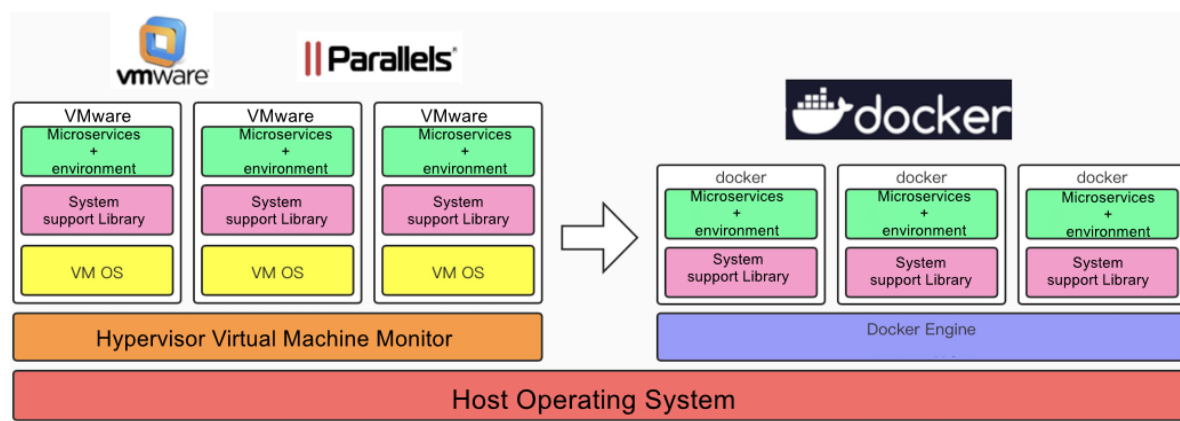 vmware
Parallels
docker
VMware
Microservices
+
environment
System
support Library
VM OS
VMware
Microservices
+
environment
System
support Library
VM OS
VMware
Microservices
+
environment
System
support Library
VM OS
Hypervisor Virtual Machine Monitor
docker
Microservices
+
environment
System
support Library
docker
Microservices
+
environment
System
support Library
docker
Microservices
+
environment
System
support Library
Docker Engine
Host Operating System